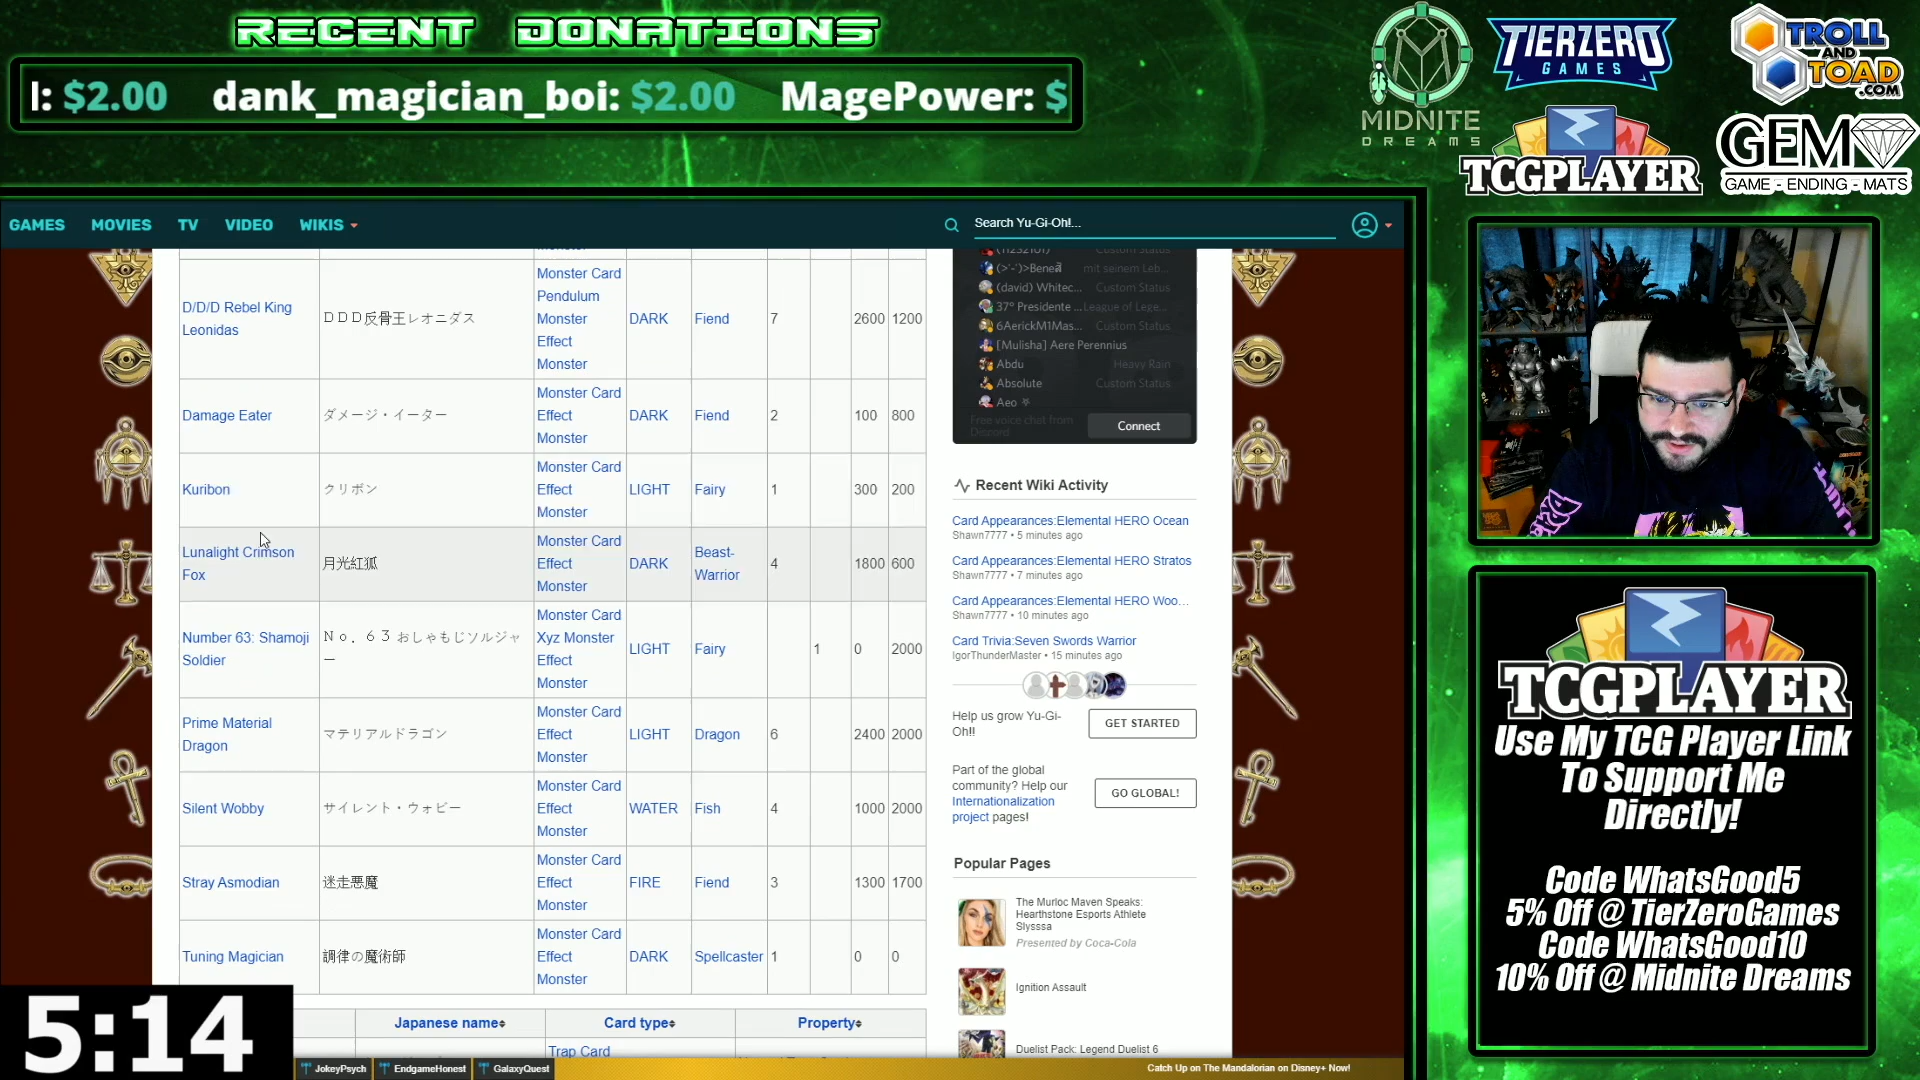 RECENT DONATIONS
l: $2.00 dank_magician_boi: $2.00 MagePower: $
MIDNITE
DREAMS
TIERZERO
GAMES
TROLL
AND
TOAD
.COM
TCGPLAYER
GEM
GAME-ENDING-MATS
GAMES MOVIES TV VIDEO WIKIS
Search Yu-Gi-Oh!...
Monster
D/D/D Rebel King
Leonidas
ＤＤＤ反骨王レオニダス
Monster Card
Pendulum
Monster
Effect
Monster
DARK Fiend 7 2600 1200
Damage Eater
ダメージ・イーター
Monster Card
Effect
Monster
DARK Fiend 2 100 800
Kuribon
クリボン
Monster Card
Effect
Monster
LIGHT Fairy 1 300 200
Lunalight Crimson
Fox
月光紅狐
Monster Card
Effect
Monster
DARK
Beast-
Warrior
4 1800 600
Number 63: Shamoji
Soldier
Ｎｏ．６３ おしゃもじソルジャ
ー
Monster Card
Xyz Monster
Effect
Monster
LIGHT Fairy 1 0 2000
Prime Material
Dragon
マテリアルドラゴン
Monster Card
Effect
Monster
LIGHT Dragon 6 2400 2000
Silent Wobby
サイレント・ウォビー
Monster Card
Effect
Monster
WATER Fish 4 1000 2000
Stray Asmodian
迷走悪魔
Monster Card
Effect
Monster
FIRE Fiend 3 1300 1700
Tuning Magician
調律の魔術師
Monster Card
Effect
Monster
DARK Spellcaster 1 0 0
Japanese name Card type Property
Trap Card
Custom Status
(>'-')>Benea mit seinem Leb...
(david) Whitec... Custom Status
37º Presidente ... League of Lege...
6AerickM1Mas... Custom Status
[Mulisha] Aere Perennius
Abdu Heavy Rain
Absolute Custom Status
Aeo
Free voice chat from
Discord
Connect
Recent Wiki Activity
Card Appearances:Elemental HERO Ocean
Shawn7777 • 5 minutes ago
Card Appearances:Elemental HERO Stratos
Shawn7777 • 7 minutes ago
Card Appearances:Elemental HERO Woo...
Shawn7777 • 10 minutes ago
Card Trivia:Seven Swords Warrior
IgorThunderMaster • 15 minutes ago
Help us grow Yu-Gi-
Oh!!
GET STARTED
Part of the global
community? Help our
Internationalization
project pages!
GO GLOBAL!
Popular Pages
The Murloc Maven Speaks:
Hearthstone Esports Athlete
Slysssa
Presented by Coca-Cola
Ignition Assault
Duelist Pack: Legend Duelist 6
TCGPLAYER
Use My TCG Player Link
To Support Me
Directly!
Code WhatsGood5
5% Off @ TierZeroGames
Code WhatsGood10
10% Off @ Midnite Dreams
5:14
JokeyPsych EndgameHonest GalaxyQuest
Catch Up on The Mandalorian on Disney+ Now!